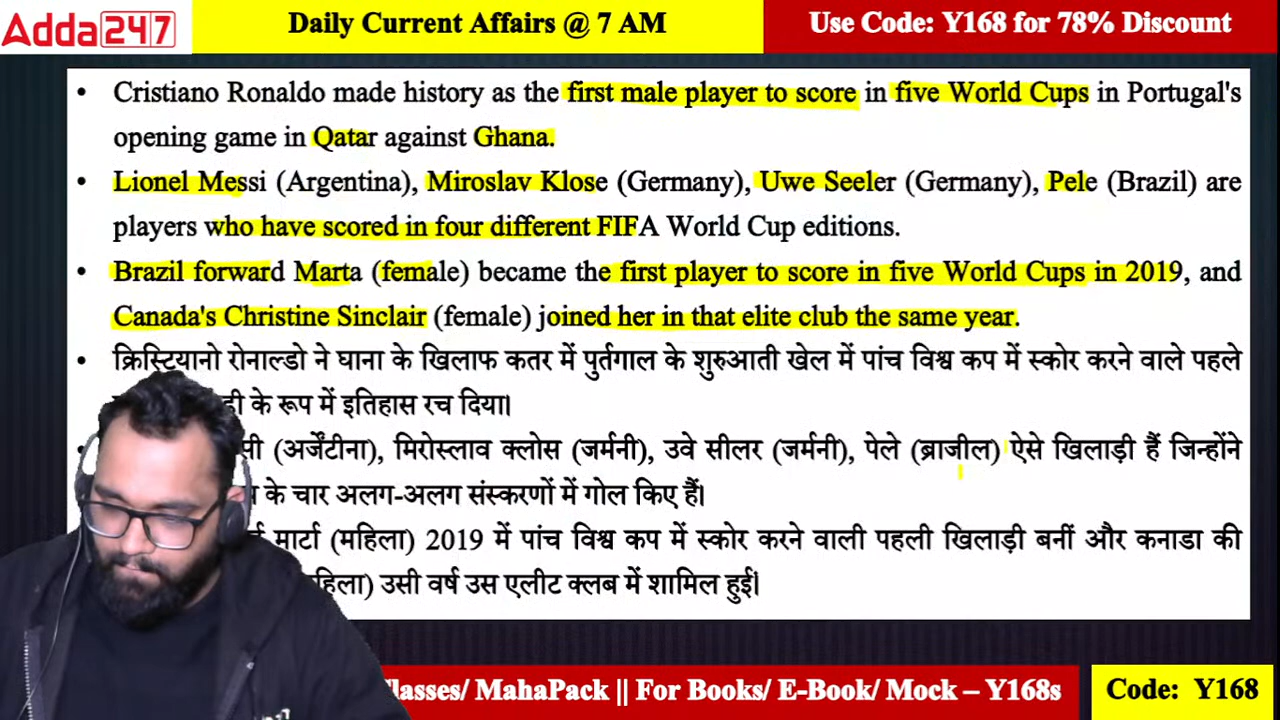 Adda247
Daily Current Affairs @ 7 AM
Use Code: Y168 for 78% Discount
• Cristiano Ronaldo made history as the first male player to score in five World Cups in Portugal's
opening game in Qatar against Ghana.
• Lionel Messi (Argentina), Miroslav Klose (Germany), Uwe Seeler (Germany), Pele (Brazil) are
players who have scored in four different FIFA World Cup editions.
• Brazil forward Marta (female) became the first player to score in five World Cups in 2019, and
Canada's Christine Sinclair (female) joined her in that elite club the same year.
• क्रिस्टियानो रोनाल्डो ने घाना के खिलाफ कतर में पुर्तगाल के शुरुआती खेल में पांच विश्व कप में स्कोर करने वाले पहले
के रूप में इतिहास रच दिया।
(अर्जेंटीना), मिरोस्लाव क्लोस (जर्मनी), उवे सीलर (जर्मनी), पेले (ब्राजील) ऐसे खिलाड़ी हैं जिन्होंने
के चार अलग-अलग संस्करणों में गोल किए हैं।
मार्टा (महिला) 2019 में पांच विश्व कप में स्कोर करने वाली पहली खिलाड़ी बनीं और कनाडा की
उसी वर्ष उस एलीट क्लब में शामिल हुई।
/ MahaPack || For Books/ E-Book/ Mock – Y168s
Code: Y168